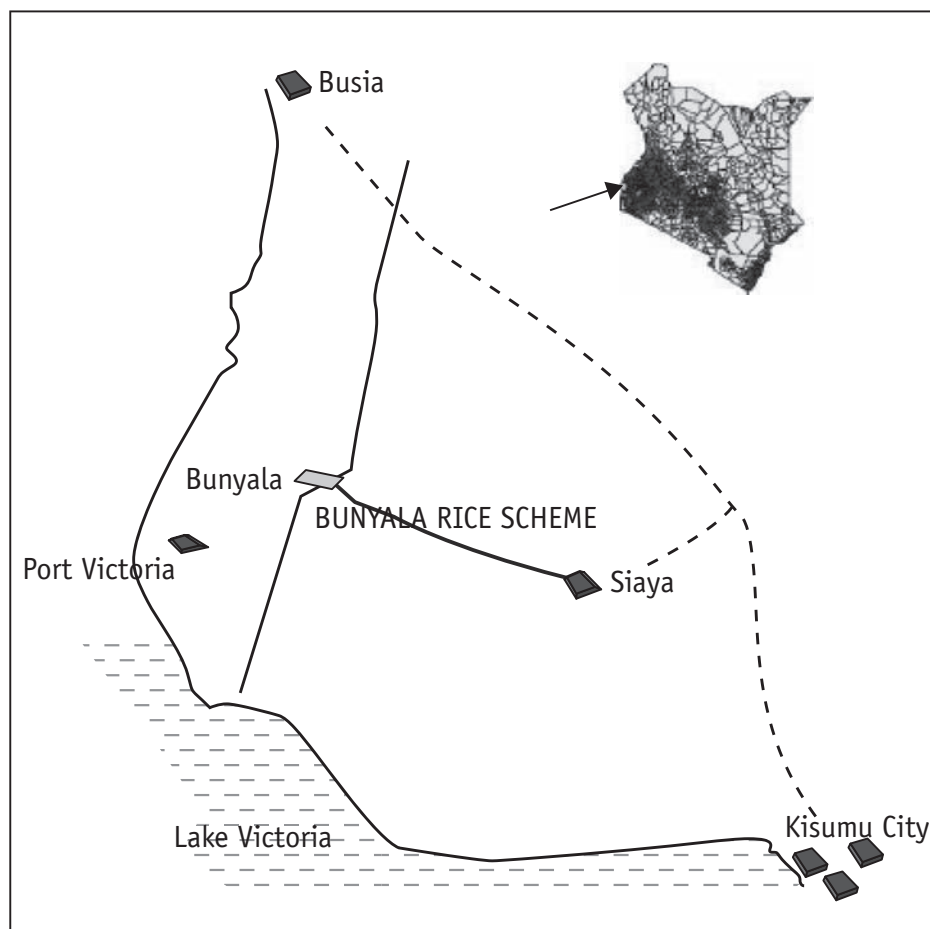 Busia
Bunyala
BUNYALA RICE SCHEME
Port Victoria
Siaya
Lake Victoria
Kisumu City